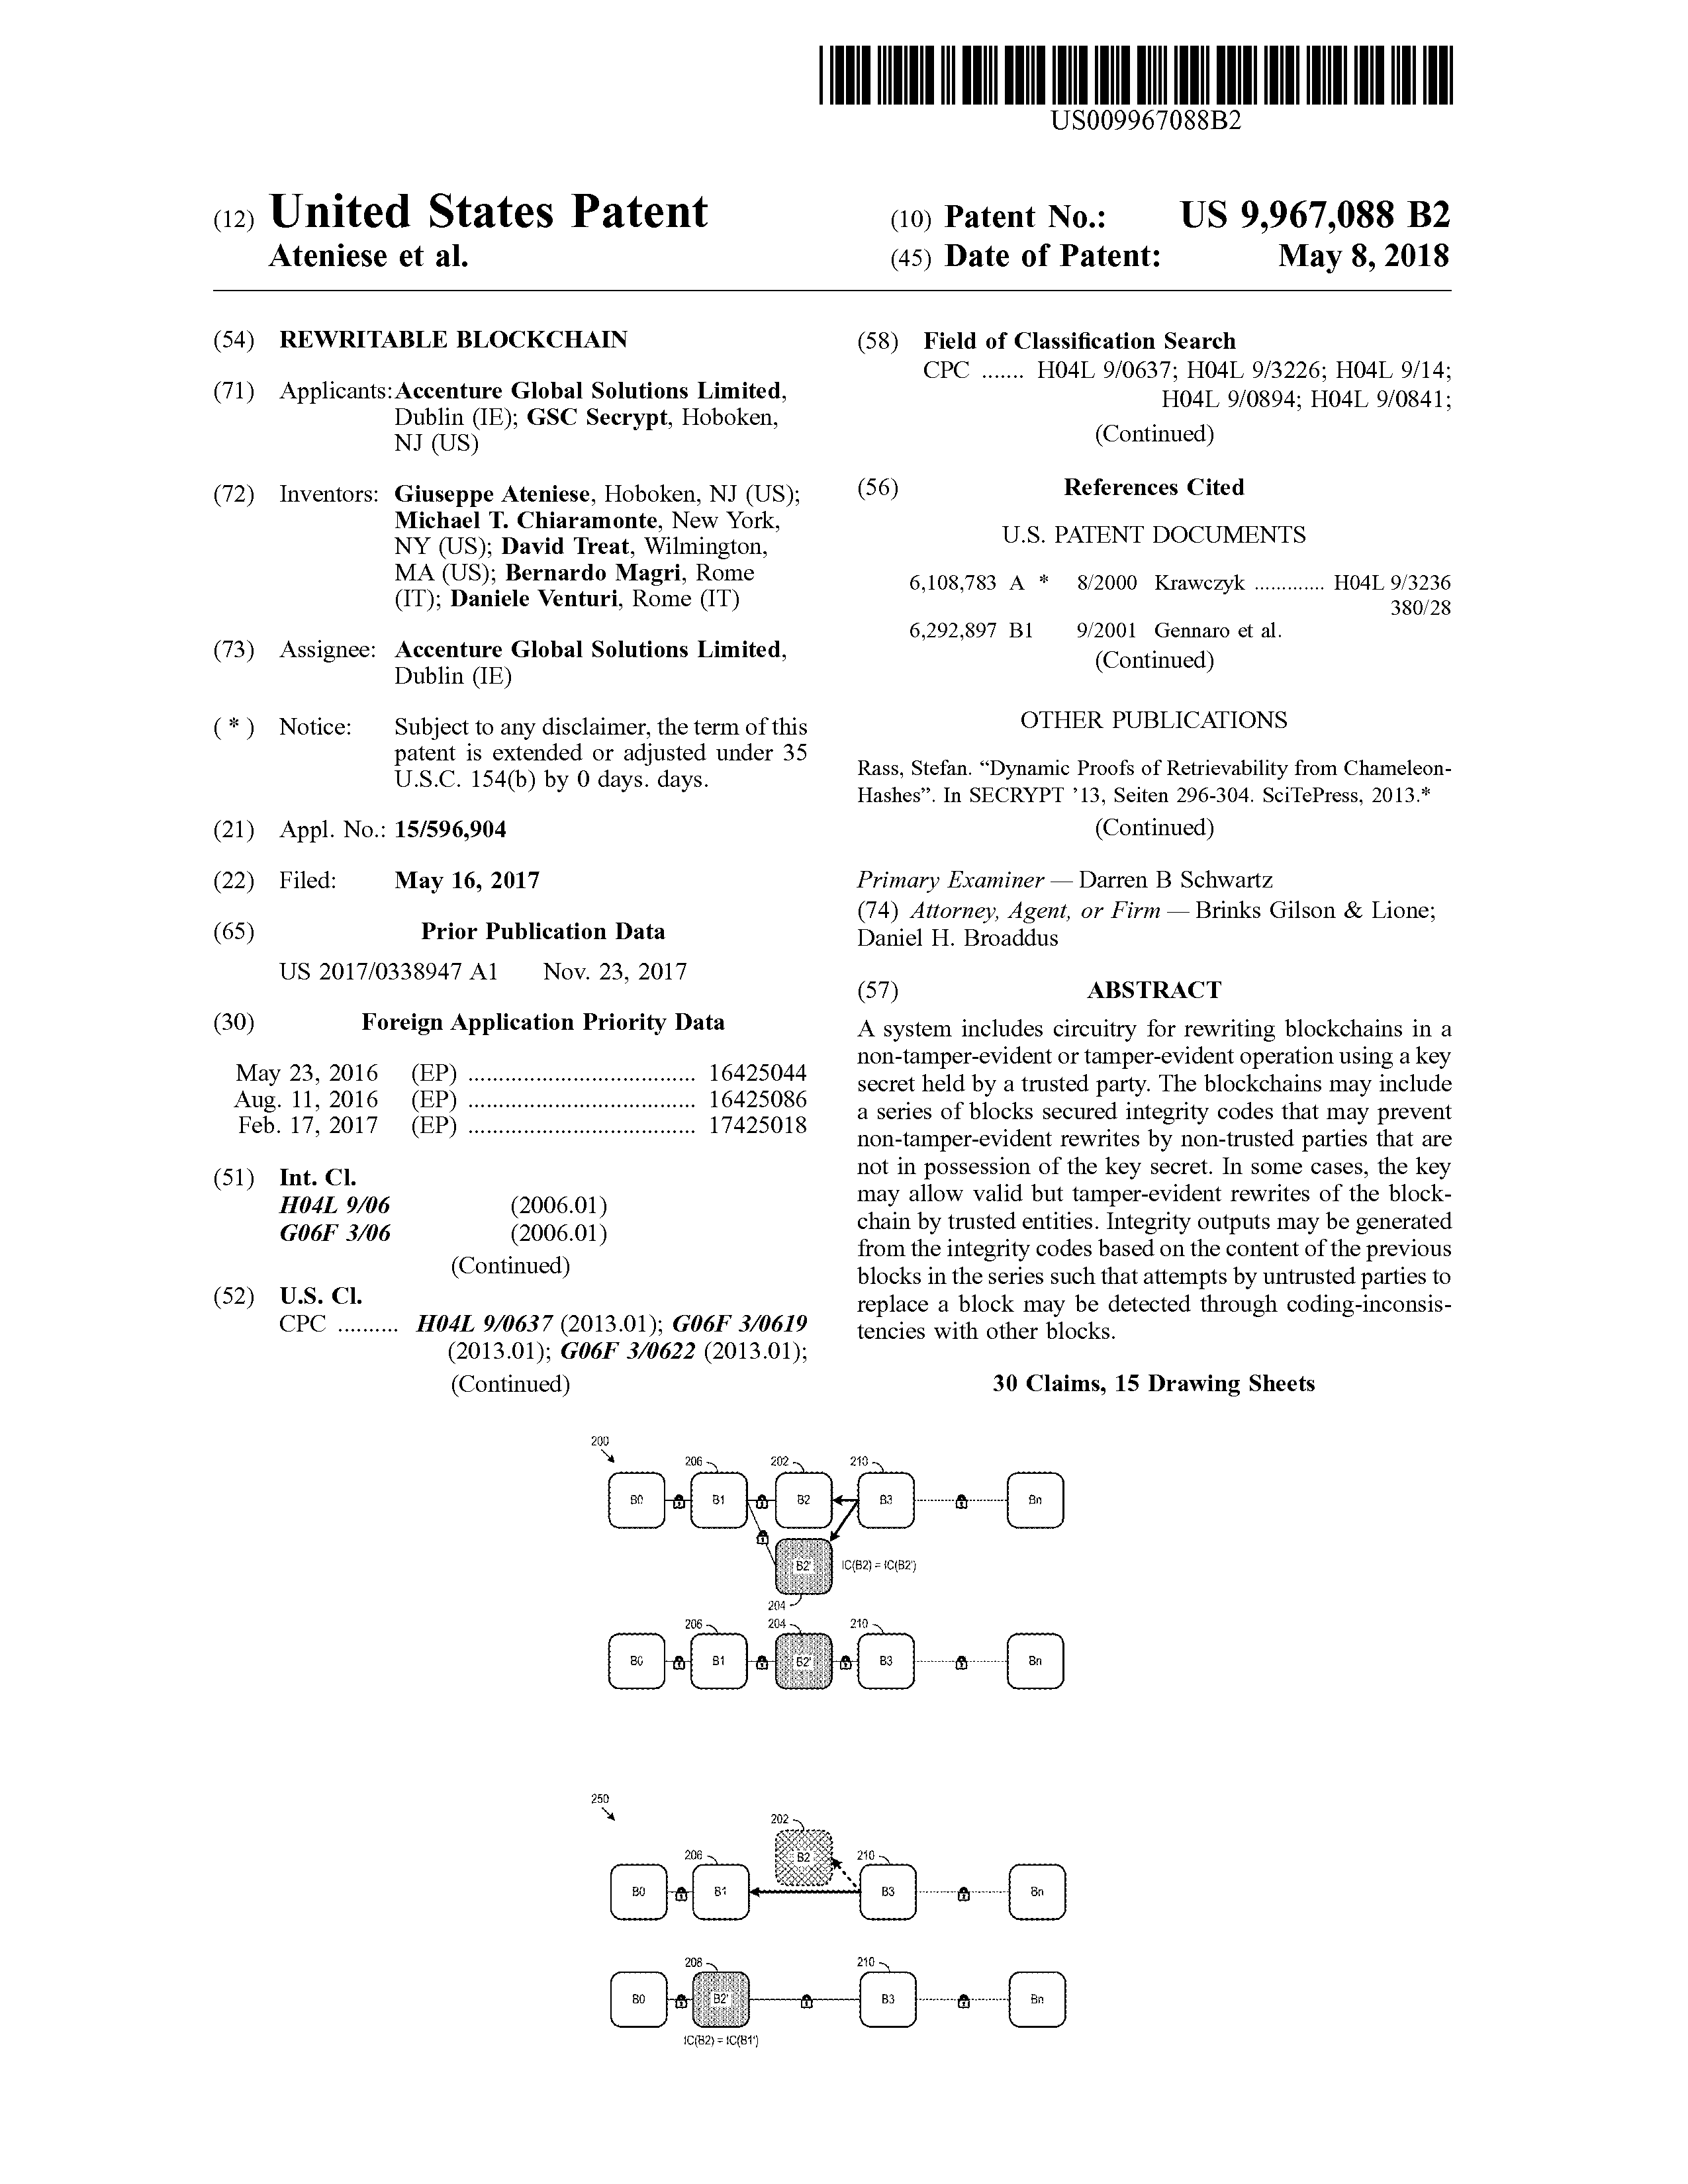 US009967088B2
(12) United States Patent
Ateniese et al.
(10) Patent No.: US 9,967,088 B2
(45) Date of Patent: May 8, 2018
(54) REWRITABLE BLOCKCHAIN
(71) Applicants: Accenture Global Solutions Limited,
Dublin (IE); GSC Secrypt, Hoboken,
NJ (US)
(72) Inventors: Giuseppe Ateniese, Hoboken, NJ (US);
Michael T. Chiaramonte, New York,
NY (US); David Treat, Wilmington,
MA (US); Bernardo Magri, Rome
(IT); Daniele Venturi, Rome (IT)
(73) Assignee: Accenture Global Solutions Limited,
Dublin (IE)
( * ) Notice: Subject to any disclaimer, the term of this
patent is extended or adjusted under 35
U.S.C. 154(b) by 0 days. days.
(21) Appl. No.: 15/596,904
(22) Filed: May 16, 2017
(65) Prior Publication Data
US 2017/0338947 A1 Nov. 23, 2017
(30) Foreign Application Priority Data
May 23, 2016 (EP) ..................................... 16425044
Aug. 11, 2016 (EP) ..................................... 16425086
Feb. 17, 2017 (EP) ..................................... 17425018
(51) Int. Cl.
H04L 9/06 (2006.01)
G06F 3/06 (2006.01)
(Continued)
(52) U.S. Cl.
CPC .......... H04L 9/0637 (2013.01); G06F 3/0619
(2013.01); G06F 3/0622 (2013.01);
(Continued)
(58) Field of Classification Search
CPC ....... H04L 9/0637; H04L 9/3226; H04L 9/14;
H04L 9/0894; H04L 9/0841;
(Continued)
(56) References Cited
U.S. PATENT DOCUMENTS
6,108,783 A * 8/2000 Krawczyk ............. H04L 9/3236
380/28
6,292,897 B1 9/2001 Gennaro et al.
(Continued)
OTHER PUBLICATIONS
Rass, Stefan. “Dynamic Proofs of Retrievability from Chameleon-
Hashes”. In SECRYPT ’13, Seiten 296-304. SciTePress, 2013.*
(Continued)
Primary Examiner — Darren B Schwartz
(74) Attorney, Agent, or Firm — Brinks Gilson & Lione;
Daniel H. Broaddus
(57) ABSTRACT
A system includes circuitry for rewriting blockchains in a
non-tamper-evident or tamper-evident operation using a key
secret held by a trusted party. The blockchains may include
a series of blocks secured integrity codes that may prevent
non-tamper-evident rewrites by non-trusted parties that are
not in possession of the key secret. In some cases, the key
may allow valid but tamper-evident rewrites of the block-
chain by trusted entities. Integrity outputs may be generated
from the integrity codes based on the content of the previous
blocks in the series such that attempts by untrusted parties to
replace a block may be detected through coding-inconsis-
tencies with other blocks.
30 Claims, 15 Drawing Sheets
200
206 202 210
B0 B1 B2 B3 Bn
B2' IC(B2) = IC(B2')
204
206 204 210
B0 B1 B2' B3 Bn
250
202
206 B2 210
B0 B1 B3 Bn
208 210
B0 B2' B3 Bn
IC(B2) = IC(B1')